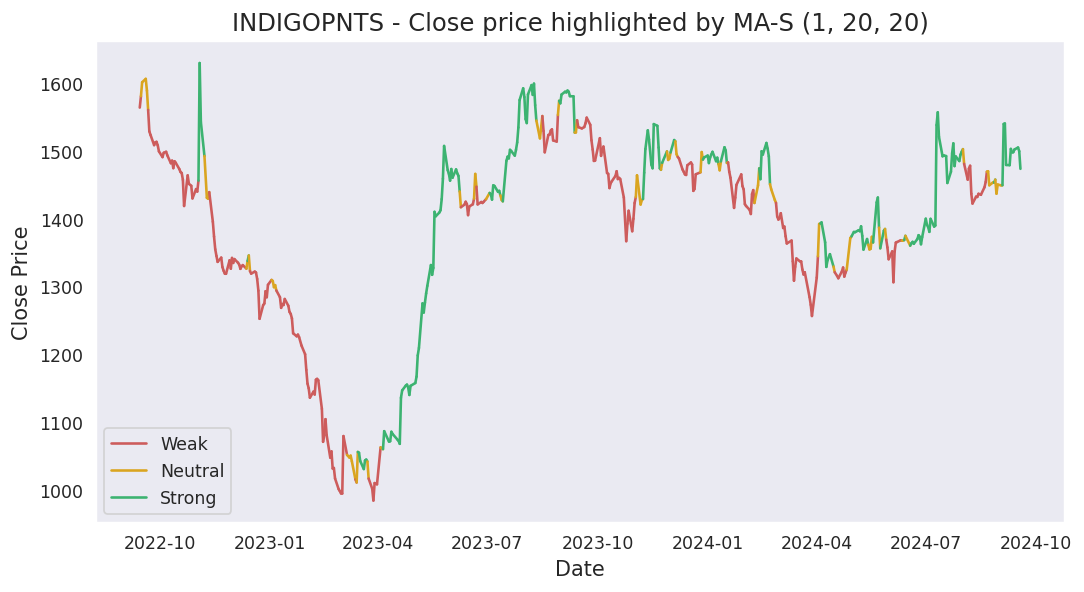 INDIGOPNTS - Close price highlighted by MA-S (1, 20, 20)
Close Price
1600
1500
1400
1300
1200
1100
1000
Weak
Neutral
Strong
2022-10 2023-01 2023-04 2023-07 2023-10 2024-01 2024-04 2024-07 2024-10
Date